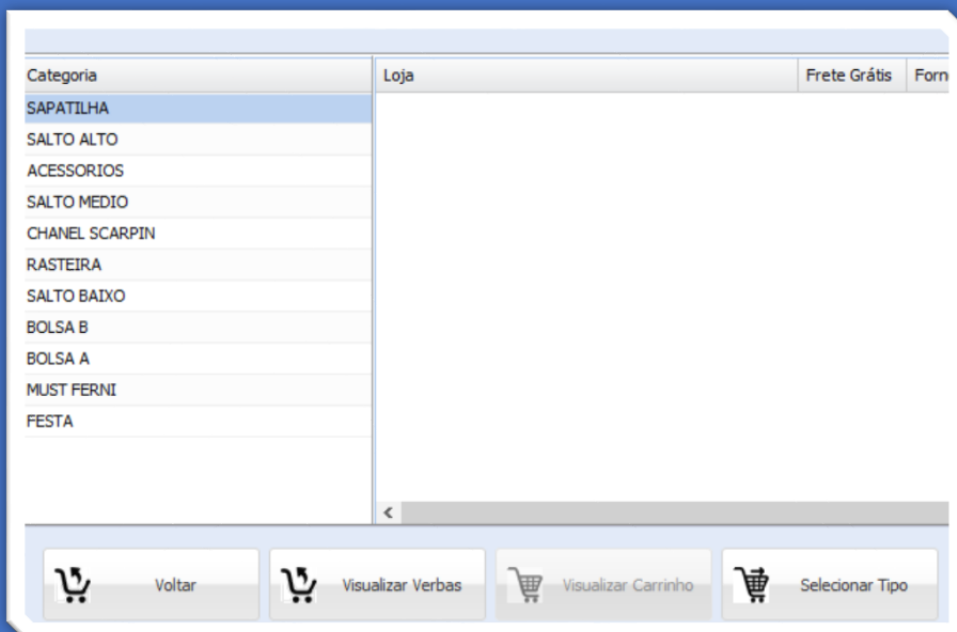 Categoria Loja Frete Grátis Forn
SAPATILHA
SALTO ALTO
ACESSORIOS
SALTO MEDIO
CHANEL SCARPIN
RASTEIRA
SALTO BAIXO
BOLSA B
BOLSA A
MUST FERNI
FESTA
Voltar Visualizar Verbas Visualizar Carrinho Selecionar Tipo